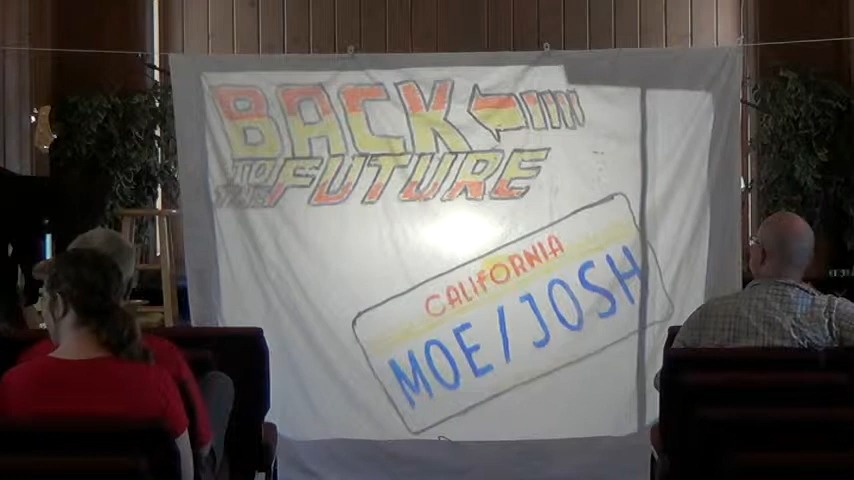 BACK
TO
THE
FUTURE
CALIFORNIA
MOE/JOSH